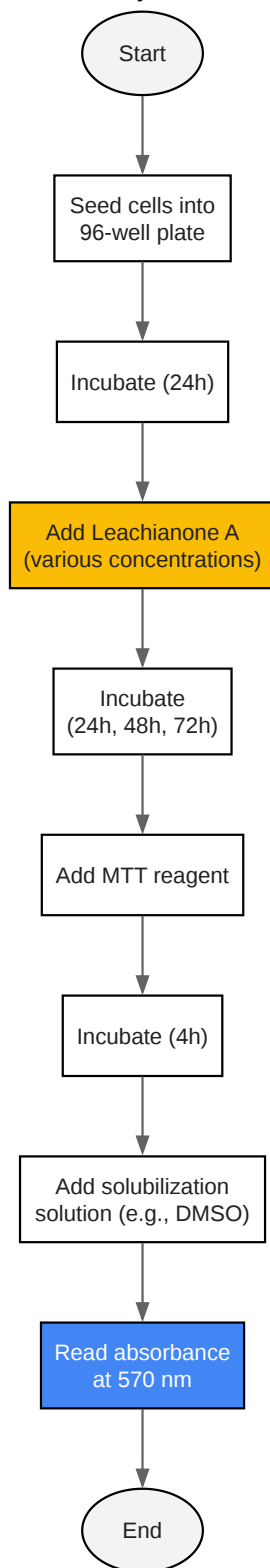 Start
Seed cells into
96-well plate
Incubate (24h)
Add Leachianone A
(various concentrations)
Incubate
(24h, 48h, 72h)
Add MTT reagent
Incubate (4h)
Add solubilization
solution (e.g., DMSO)
Read absorbance
at 570 nm
End